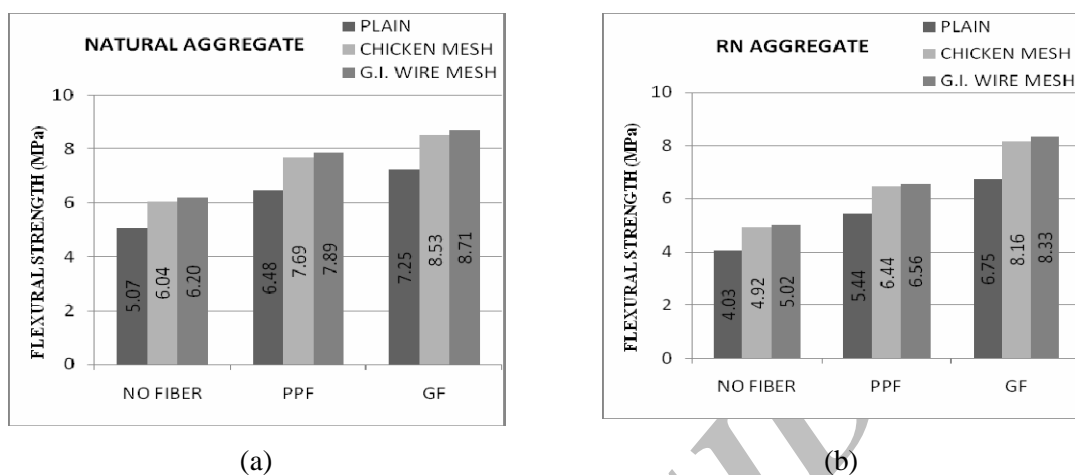 NATURAL AGGREGATE
PLAIN
CHICKEN MESH
G.I. WIRE MESH
FLEXURAL STRENGTH (MPa)
10
8
6
4
2
0
5.07
6.04
6.20
6.48
7.69
7.89
7.25
8.53
8.71
NO FIBER
PPF
GF
(a)
RN AGGREGATE
PLAIN
CHICKEN MESH
G.I. WIRE MESH
FLEXURAL STRENGTH (MPa)
10
8
6
4
2
0
4.03
4.92
5.02
5.44
6.44
6.56
6.75
8.16
8.33
NO FIBER
PPF
GF
(b)